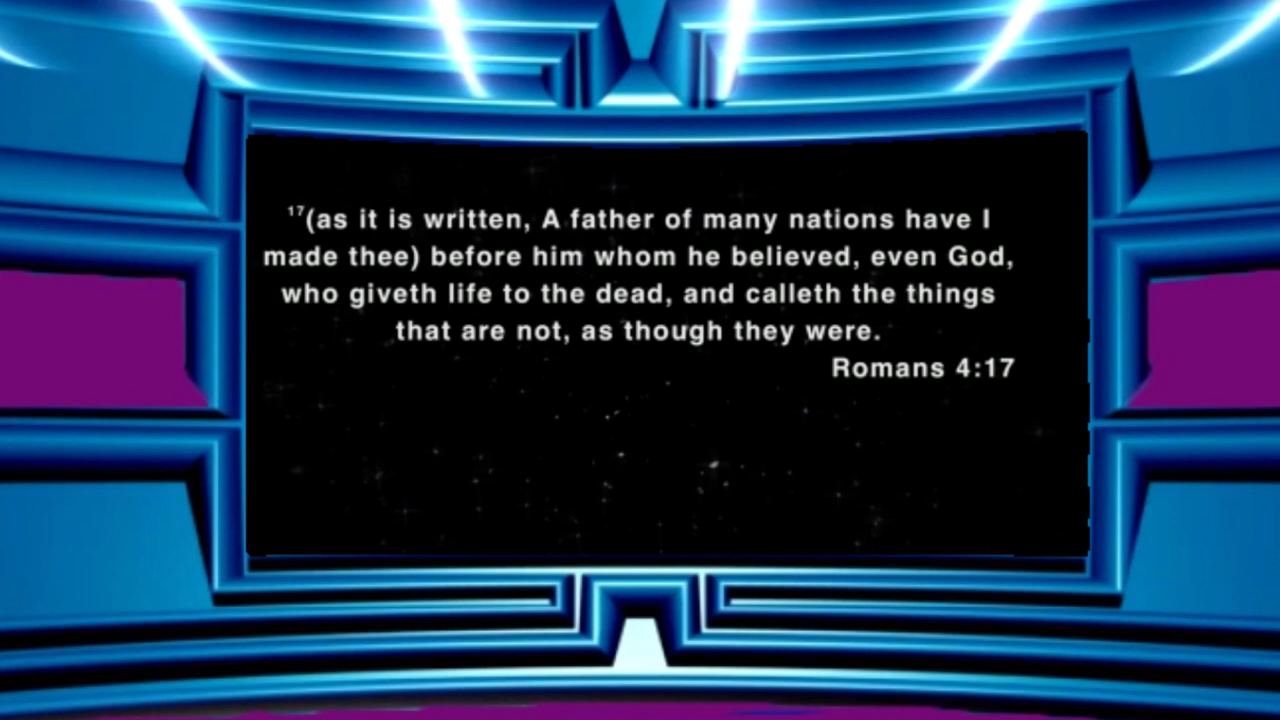 17(as it is written, A father of many nations have I
made thee) before him whom he believed, even God,
who giveth life to the dead, and calleth the things
that are not, as though they were.
Romans 4:17